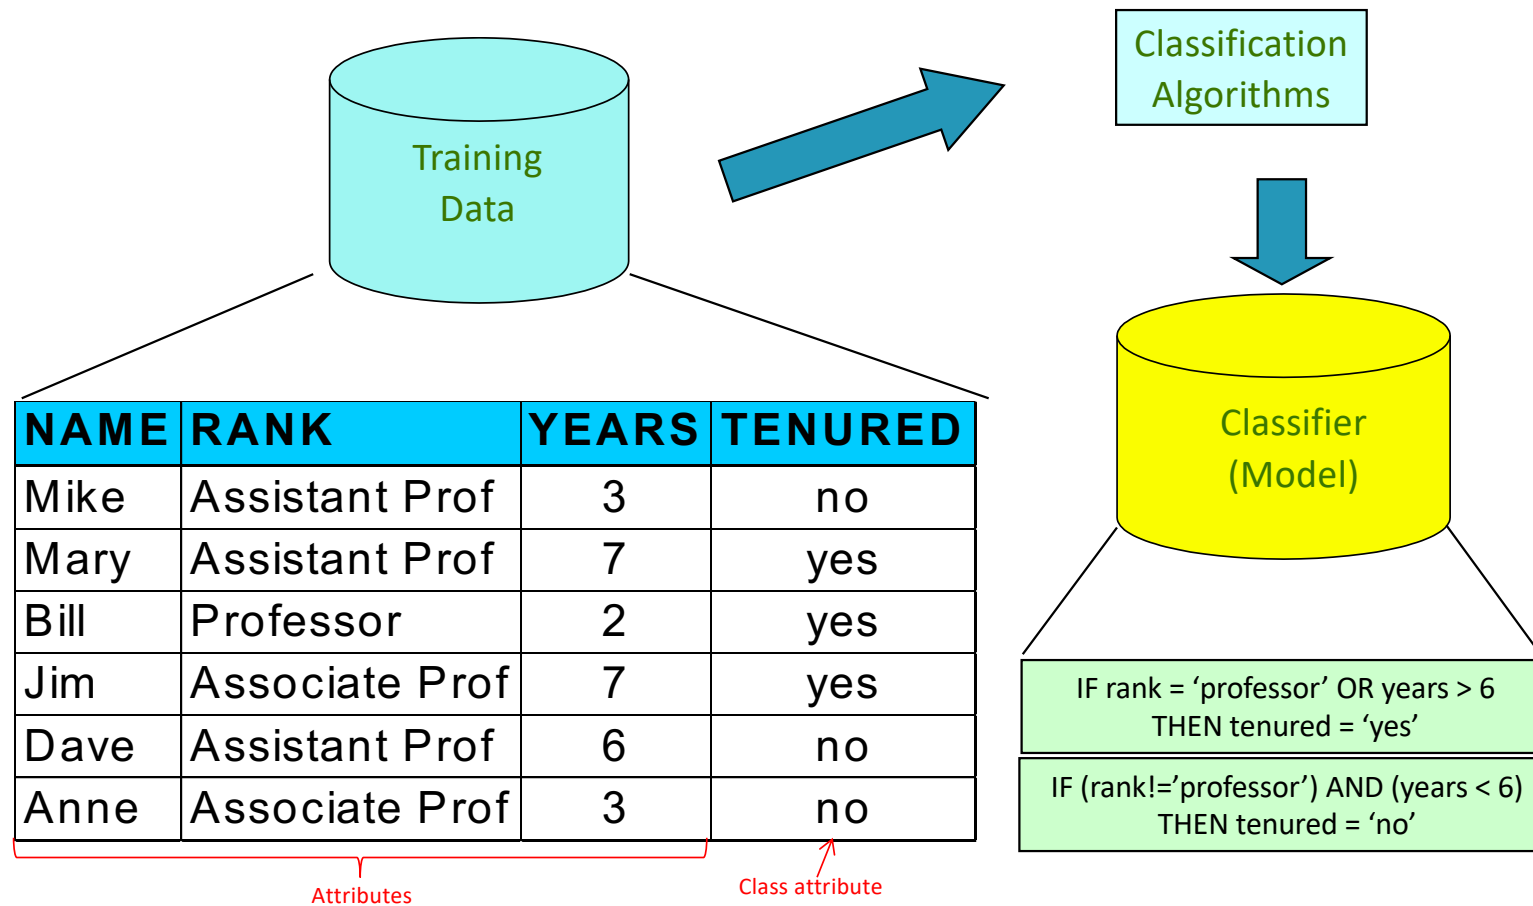 Classification
Algorithms
Training
Data
NAME RANK YEARS TENURED
Mike Assistant Prof 3 no
Mary Assistant Prof 7 yes
Bill Professor 2 yes
Jim Associate Prof 7 yes
Dave Assistant Prof 6 no
Anne Associate Prof 3 no
Attributes
Class attribute
Classifier
(Model)
IF rank = ‘professor’ OR years > 6
THEN tenured = ‘yes’
IF (rank!=’professor’) AND (years < 6)
THEN tenured = ‘no’